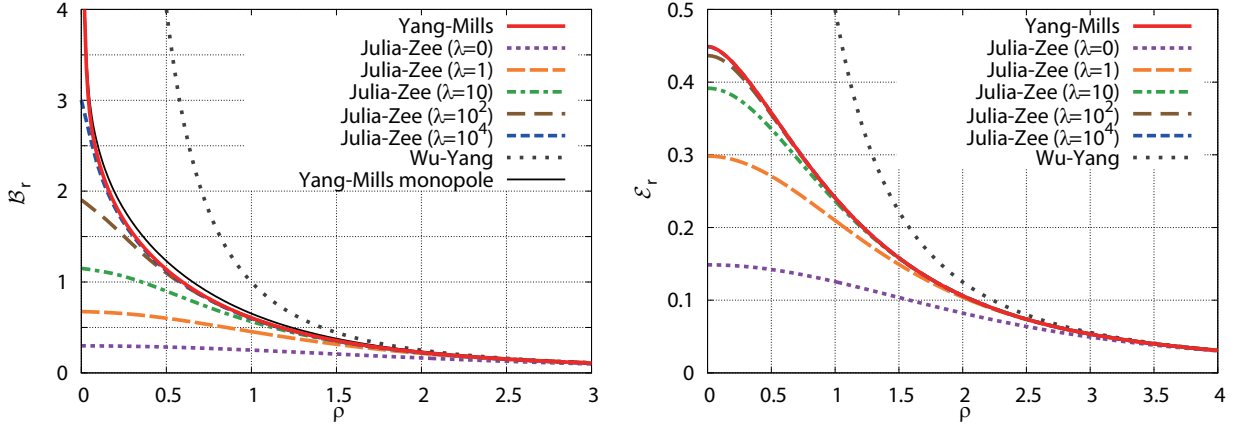 4
3
2
1
0
0
0.5
1
1.5
2
2.5
3
ℬr
ρ
Yang-Mills
Julia-Zee (λ=0)
Julia-Zee (λ=1)
Julia-Zee (λ=10)
Julia-Zee (λ=10²)
Julia-Zee (λ=10⁴)
Wu-Yang
Yang-Mills monopole
0.5
0.4
0.3
0.2
0.1
0
0
0.5
1
1.5
2
2.5
3
3.5
4
ℰr
ρ
Yang-Mills
Julia-Zee (λ=0)
Julia-Zee (λ=1)
Julia-Zee (λ=10)
Julia-Zee (λ=10²)
Julia-Zee (λ=10⁴)
Wu-Yang